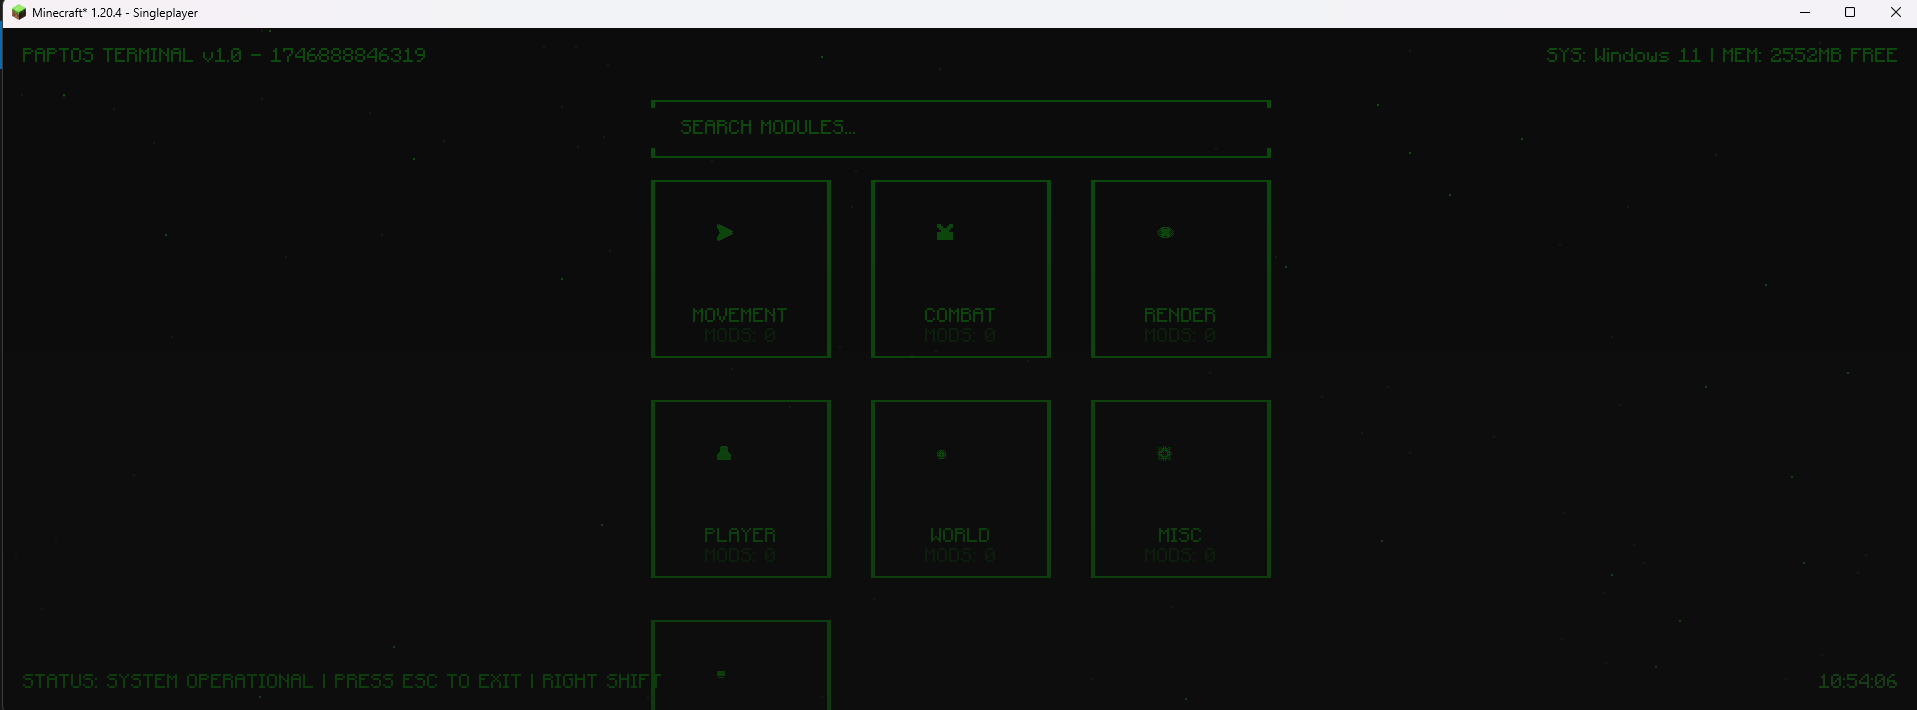 Minecraft* 1.20.4 - Singleplayer
PAPTOS TERMINAL v1.0 - 1746888846319
SYS: Windows 11 | MEM: 2552MB FREE
SEARCH MODULES...
MOVEMENT
MODS: 0
COMBAT
MODS: 0
RENDER
MODS: 0
PLAYER
MODS: 0
WORLD
MODS: 0
MISC
MODS: 0
STATUS: SYSTEM OPERATIONAL | PRESS ESC TO EXIT | RIGHT SHIFT
10:54:06